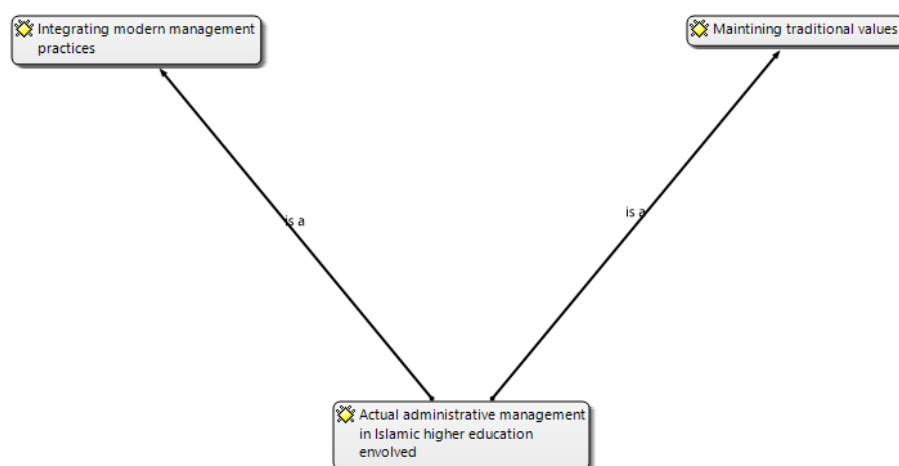 Integrating modern management
practices
Maintining traditional values
is a
is a
Actual administrative management
in Islamic higher education
envolved